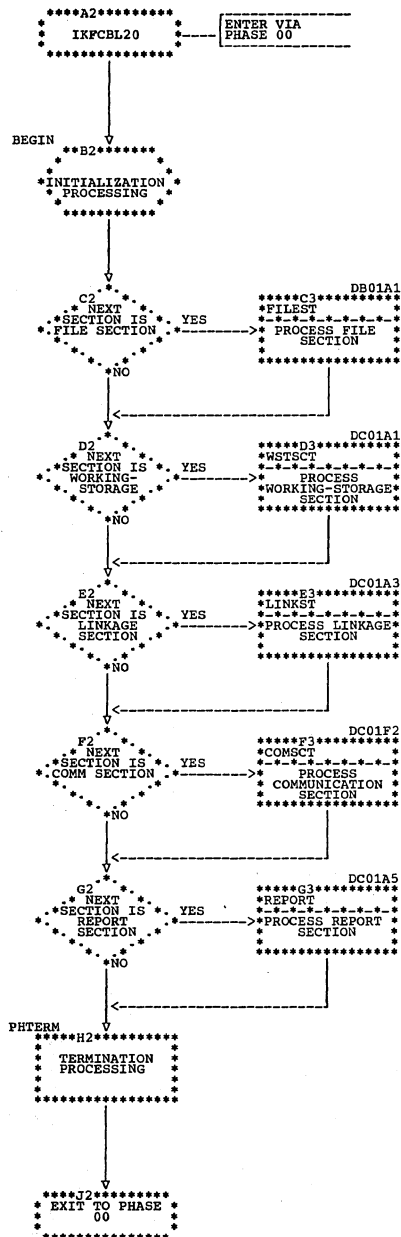 A2
IKFCBL20
ENTER VIA
PHASE 00
BEGIN
B2
INITIALIZATION
PROCESSING
C2
NEXT
SECTION IS
FILE SECTION
YES
NO
DB01A1
C3
FILEST
PROCESS FILE
SECTION
D2
NEXT
SECTION IS
WORKING-
STORAGE
YES
NO
DC01A1
D3
WSTSCT
PROCESS
WORKING-STORAGE
SECTION
E2
NEXT
SECTION IS
LINKAGE
SECTION
YES
NO
DC01A3
E3
LINKST
PROCESS LINKAGE
SECTION
F2
NEXT
SECTION IS
COMM SECTION
YES
NO
DC01F2
F3
COMSCT
PROCESS
COMMUNICATION
SECTION
G2
NEXT
SECTION IS
REPORT
SECTION
YES
NO
DC01A5
G3
REPORT
PROCESS REPORT
SECTION
PHTERM
H2
TERMINATION
PROCESSING
J2
EXIT TO PHASE
00